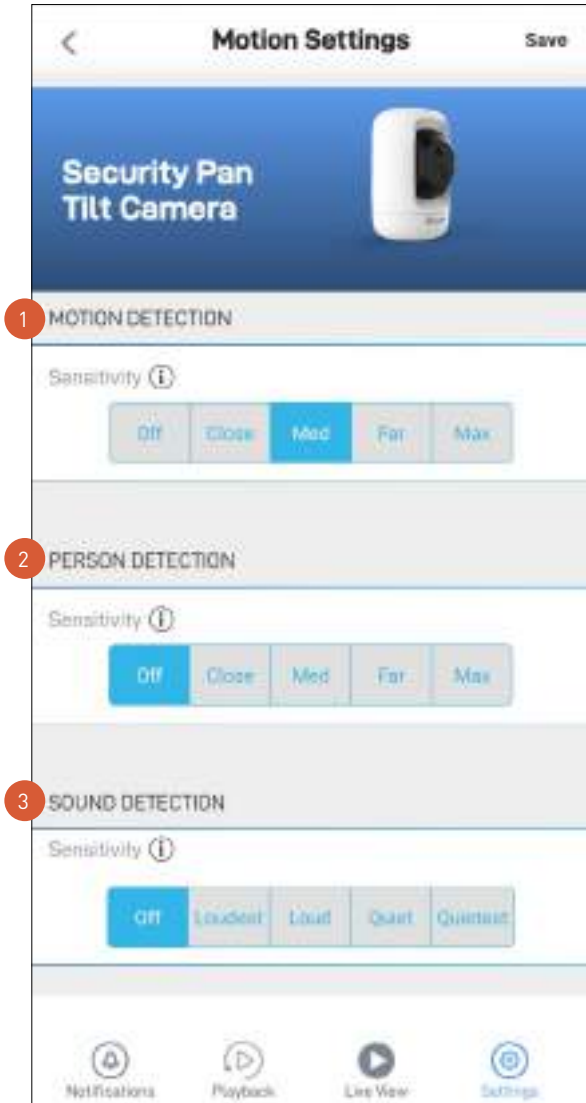 Motion Settings
Save
Security Pan
Tilt Camera
1 MOTION DETECTION
Sensitivity
Off Close Med Far Max
2 PERSON DETECTION
Sensitivity
Off Close Med Far Max
3 SOUND DETECTION
Sensitivity
Off Loudest Loud Quiet Quietest
Notifications Playback Live View Settings